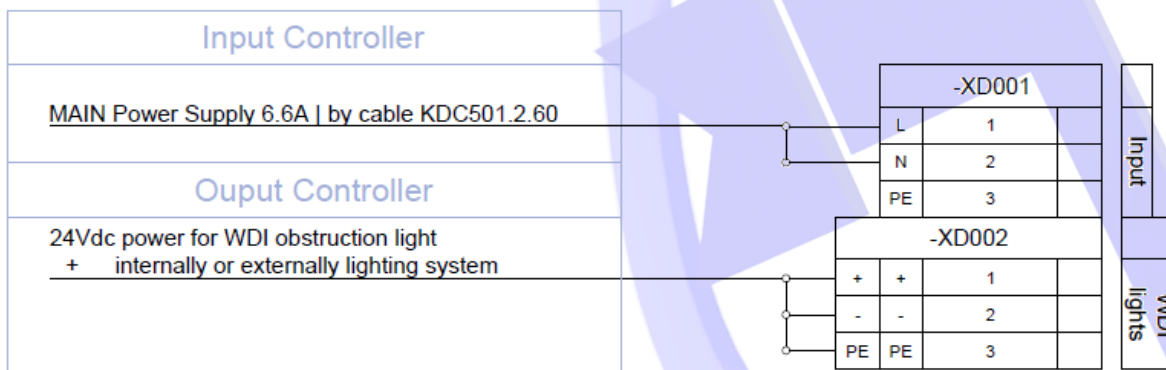 Input Controller
-XD001
MAIN Power Supply 6.6A | by cable KDC501.2.60
L 1
N 2
PE 3
Input
Ouput Controller
-XD002
24Vdc power for WDI obstruction light
+ internally or externally lighting system
+ + 1
- - 2
PE PE 3
WDI
lights